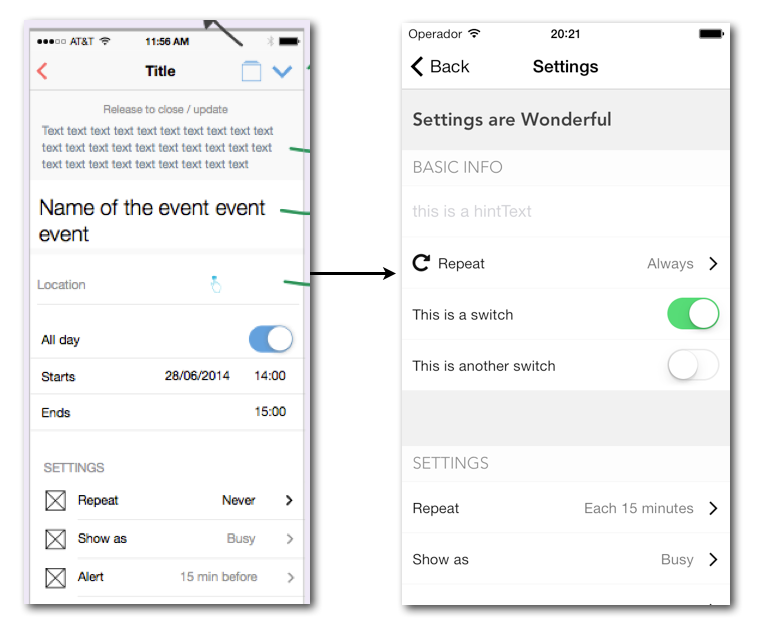 AT&T 11:56 AM
Title
Release to close / update
Text text text text text text text text text text
text text text text text text text text text text
text text text text text text text text text
Name of the event event
event
Location
All day
Starts 28/06/2014 14:00
Ends 15:00
SETTINGS
Repeat Never
Show as Busy
Alert 15 min before
Operador 20:21
Back Settings
Settings are Wonderful
BASIC INFO
this is a hintText
Repeat Always
This is a switch
This is another switch
SETTINGS
Repeat Each 15 minutes
Show as Busy